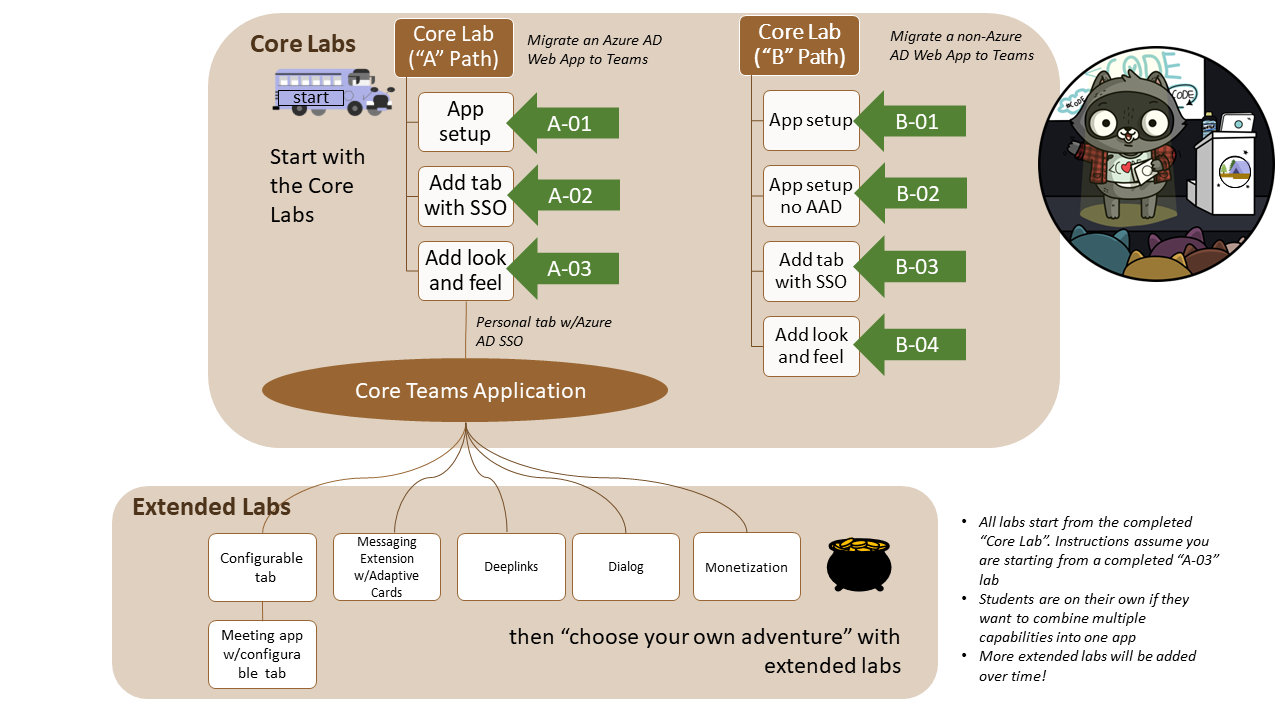 Core Labs
start
Start with
the Core
Labs
Core Lab
(“A” Path)
Migrate an Azure AD
Web App to Teams
App
setup
A-01
Add tab
with SSO
A-02
Add look
and feel
A-03
Personal tab w/Azure
AD SSO
Core Teams Application
Core Lab
(“B” Path)
Migrate a non-Azure
AD Web App to Teams
App setup
B-01
App setup
no AAD
B-02
Add tab
with SSO
B-03
Add look
and feel
B-04
CODE
CODE
Extended Labs
Configurable
tab
Messaging
Extension
w/Adaptive
Cards
Deeplinks
Dialog
Monetization
Meeting app
w/configura
ble tab
then “choose your own adventure” with
extended labs
• All labs start from the completed
“Core Lab”. Instructions assume you
are starting from a completed “A-03”
lab
• Students are on their own if they
want to combine multiple
capabilities into one app
• More extended labs will be added
over time!